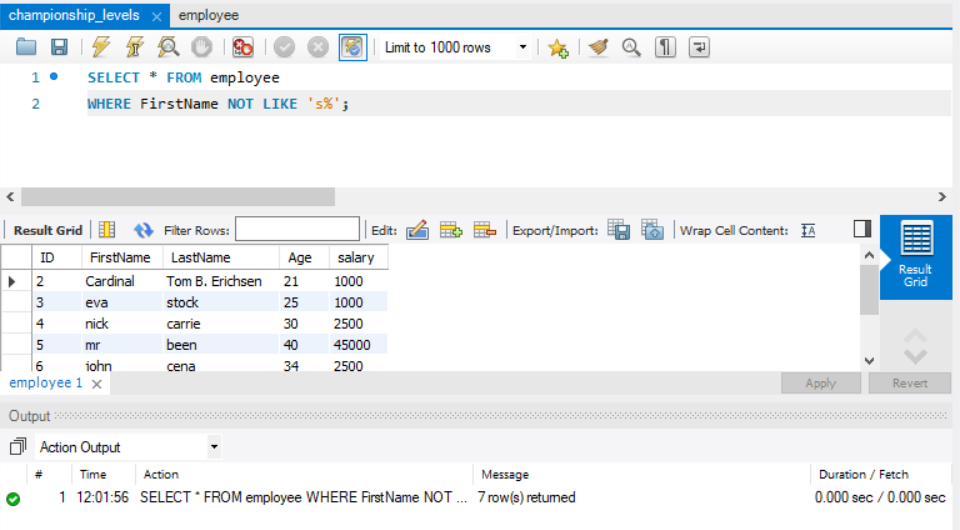 championship_levels employee
Limit to 1000 rows
1 SELECT * FROM employee
2 WHERE FirstName NOT LIKE 's%';
Result Grid Filter Rows: Edit: Export/Import: Wrap Cell Content:
ID FirstName LastName Age salary
2 Cardinal Tom B. Erichsen 21 1000
3 eva stock 25 1000
4 nick carrie 30 2500
5 mr been 40 45000
6 john cena 34 2500
Result
Grid
employee 1 Apply Revert
Output
Action Output
# Time Action Message Duration / Fetch
1 12:01:56 SELECT * FROM employee WHERE FirstName NOT ... 7 row(s) returned 0.000 sec / 0.000 sec